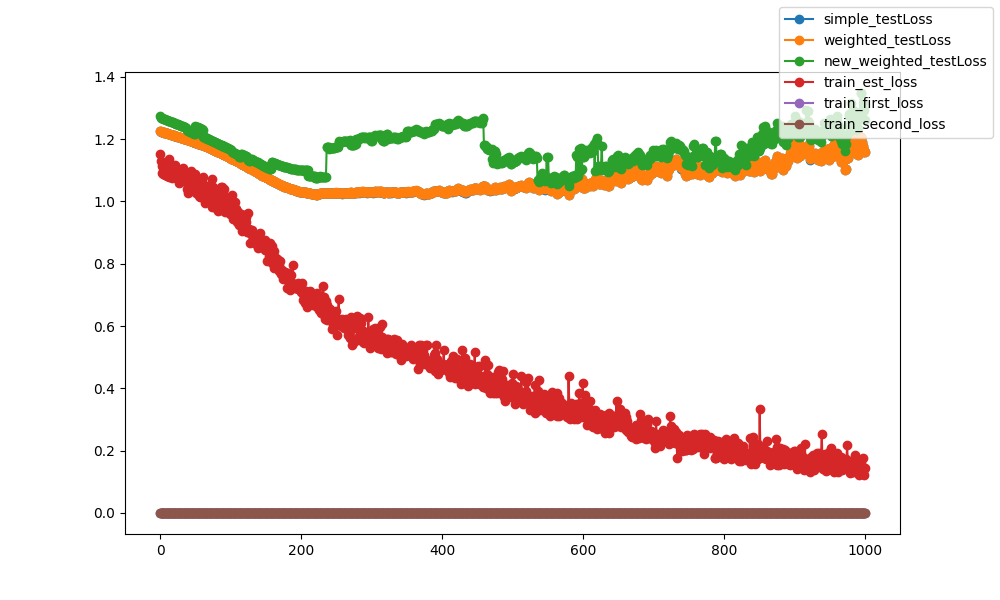 simple_testLoss
weighted_testLoss
new_weighted_testLoss
train_est_loss
train_first_loss
train_second_loss
1.4
1.2
1.0
0.8
0.6
0.4
0.2
0.0
0 200 400 600 800 1000